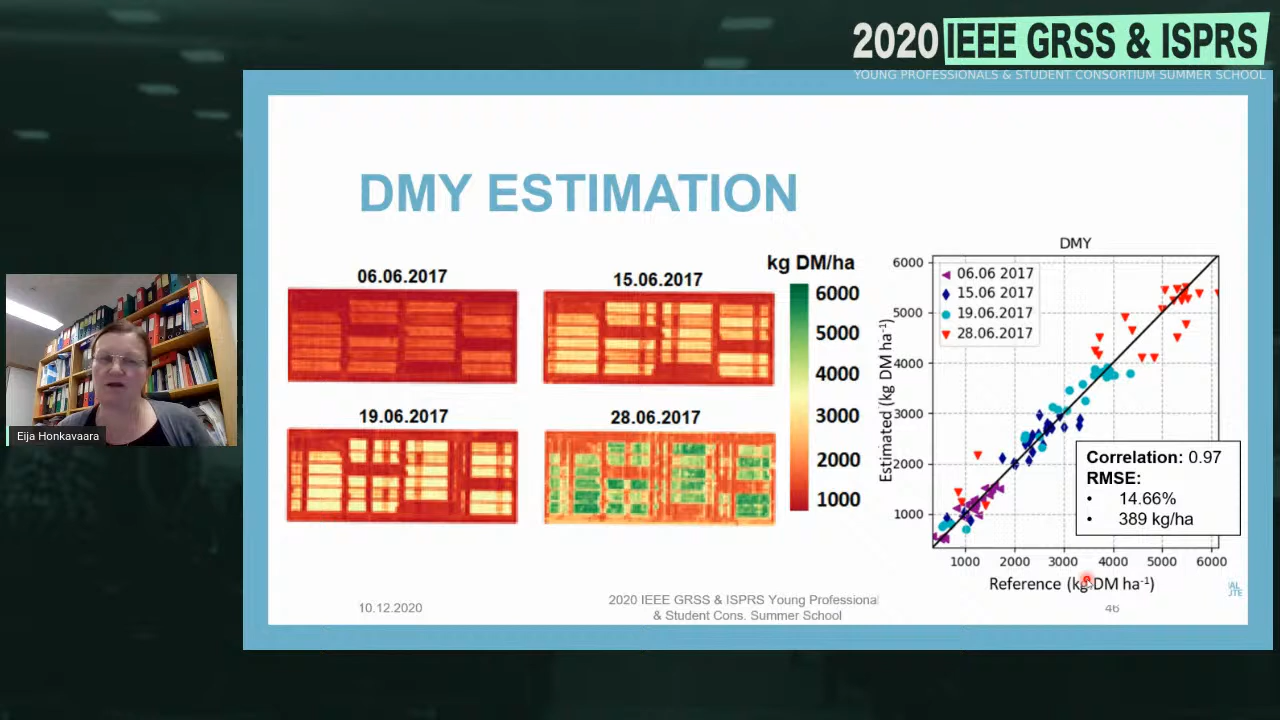 2020 IEEE GRSS & ISPRS
YOUNG PROFESSIONALS & STUDENT CONSORTIUM SUMMER SCHOOL
DMY ESTIMATION
06.06.2017
15.06.2017
19.06.2017
28.06.2017
kg DM/ha
6000
5000
4000
3000
2000
1000
DMY
06.06 2017
15.06 2017
19.06 2017
28.06.2017
Estimated (kg DM ha⁻¹)
6000
5000
4000
3000
2000
1000
1000 2000 3000 4000 5000 6000
Reference (kg DM ha⁻¹)
Correlation: 0.97
RMSE:
• 14.66%
• 389 kg/ha
Eija Honkavaara
10.12.2020
2020 IEEE GRSS & ISPRS Young Professional
& Student Cons. Summer School
46